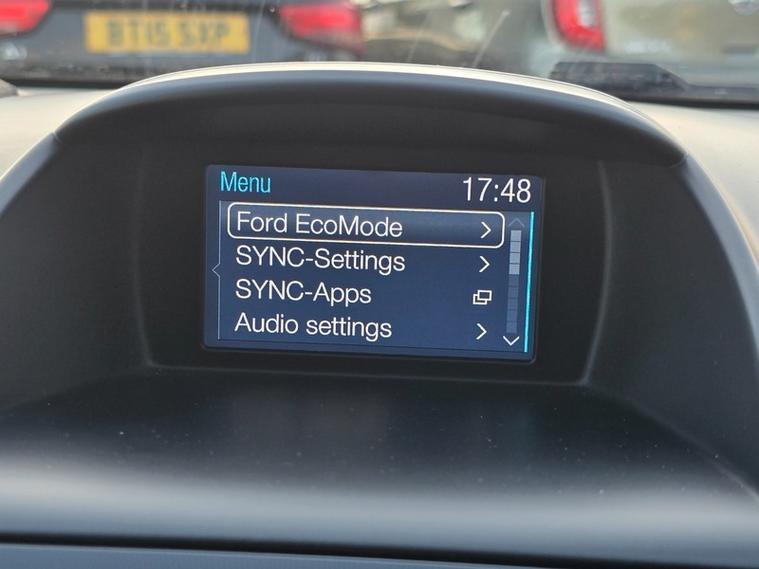 BT15 SXP
Menu 17:48
Ford EcoMode
SYNC-Settings
SYNC-Apps
Audio settings